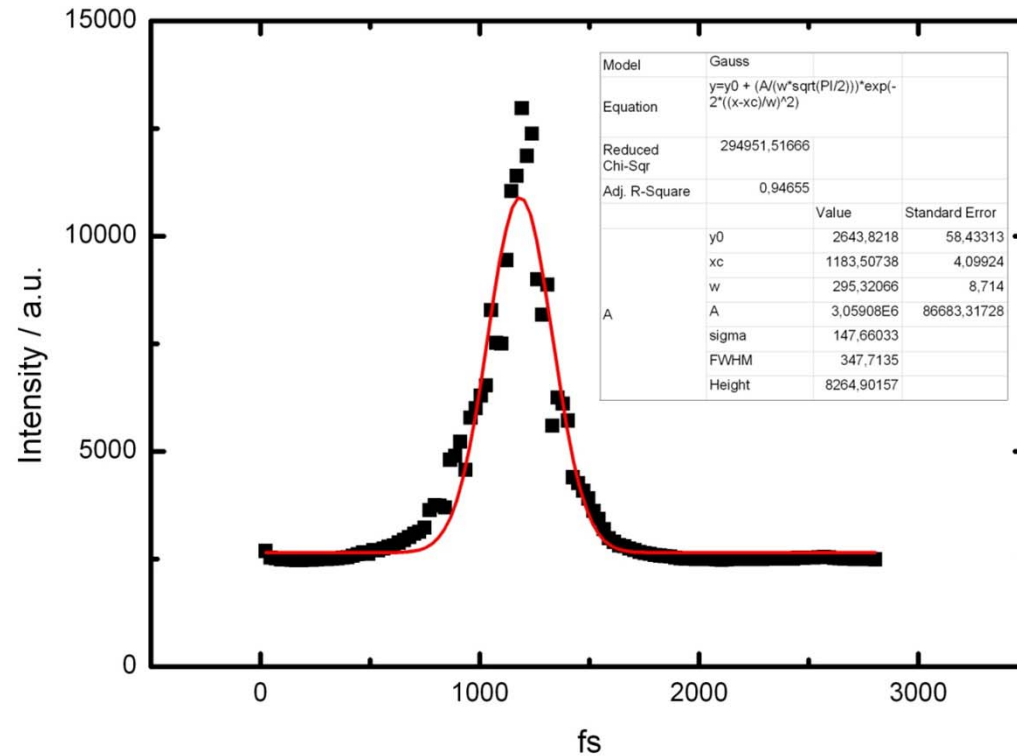 15000
10000
5000
0
Intensity / a.u.
0 1000 2000 3000
fs
Model Gauss
Equation y=y0 + (A/(w*sqrt(PI/2)))*exp(-
2*((x-xc)/w)^2)
Reduced
Chi-Sqr 294951,51666
Adj. R-Square 0,94655
Value Standard Error
y0 2643,8218 58,43313
xc 1183,50738 4,09924
w 295,32066 8,714
A A 3,05908E6 86683,31728
sigma 147,66033
FWHM 347,7135
Height 8264,90157